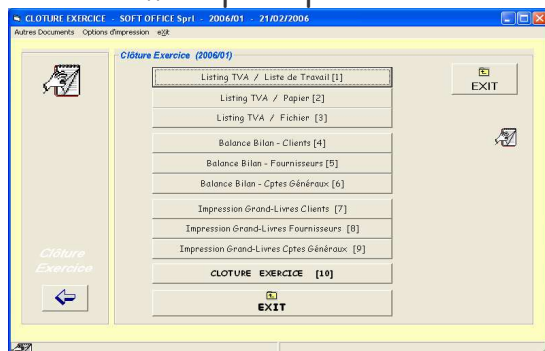 CLOTURE EXERCICE - SOFT OFFICE Sprl - 2006/01 - 21/02/2006
Autres Documents Options d'impression eXit
Clôture Exercice (2006/01)
Listing TVA / Liste de Travail [1]
EXIT
Listing TVA / Papier [2]
Listing TVA / Fichier [3]
Balance Bilan - Clients [4]
Balance Bilan - Fournisseurs [5]
Balance Bilan - Cptes Généraux [6]
Impression Grand-Livres Clients [7]
Impression Grand-Livres Fournisseurs [8]
Impression Grand-Livres Cptes Généraux [9]
Clôture
Exercice
CLOTURE EXERCICE [10]
EXIT